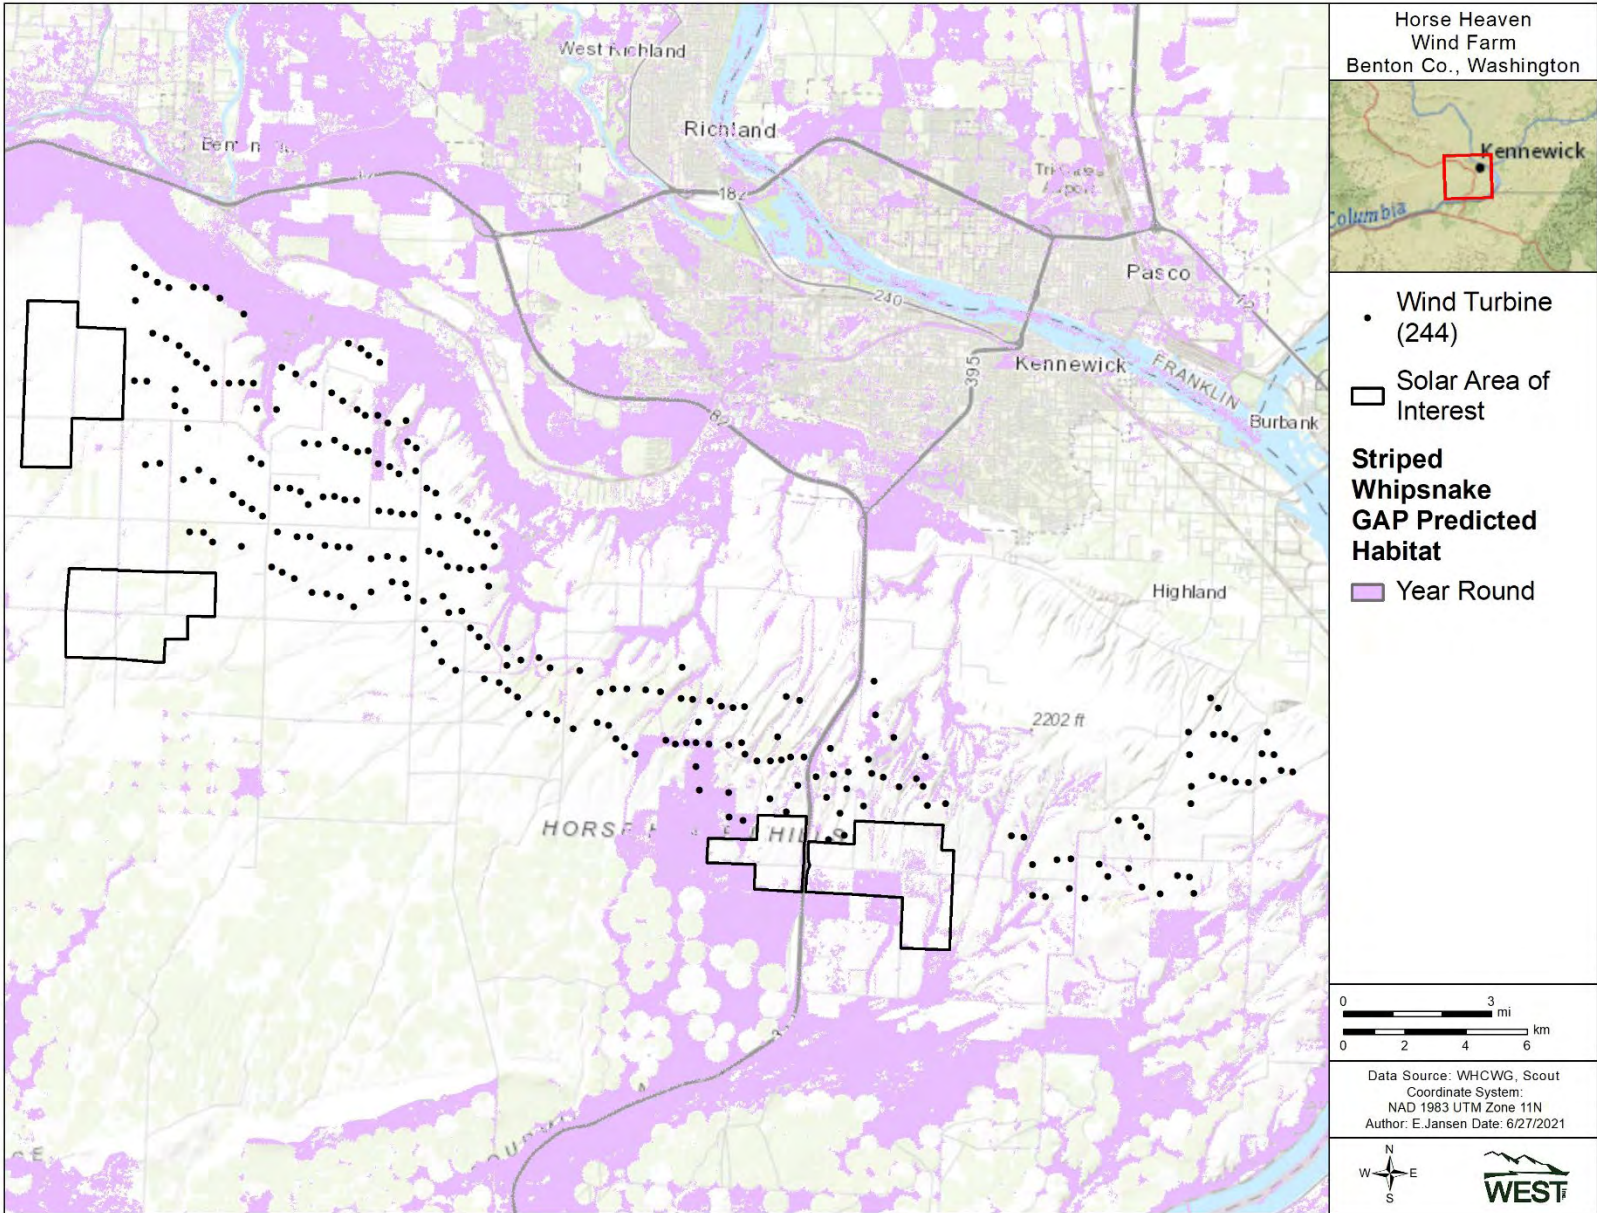 West Richland
Richland
182
Pasco
240
12
395
Kennewick
FRANKLIN
Burbank
82
Highland
2202 ft
Horse Heaven
Wind Farm
Benton Co., Washington
Kennewick
Columbia
Wind Turbine
(244)
Solar Area of
Interest
Striped
Whipsnake
GAP Predicted
Habitat
Year Round
0 3
mi
km
0 2 4 6
Data Source: WHCWG, Scout
Coordinate System:
NAD 1983 UTM Zone 11N
Author: E.Jansen Date: 6/27/2021
N
W E
S
WEST